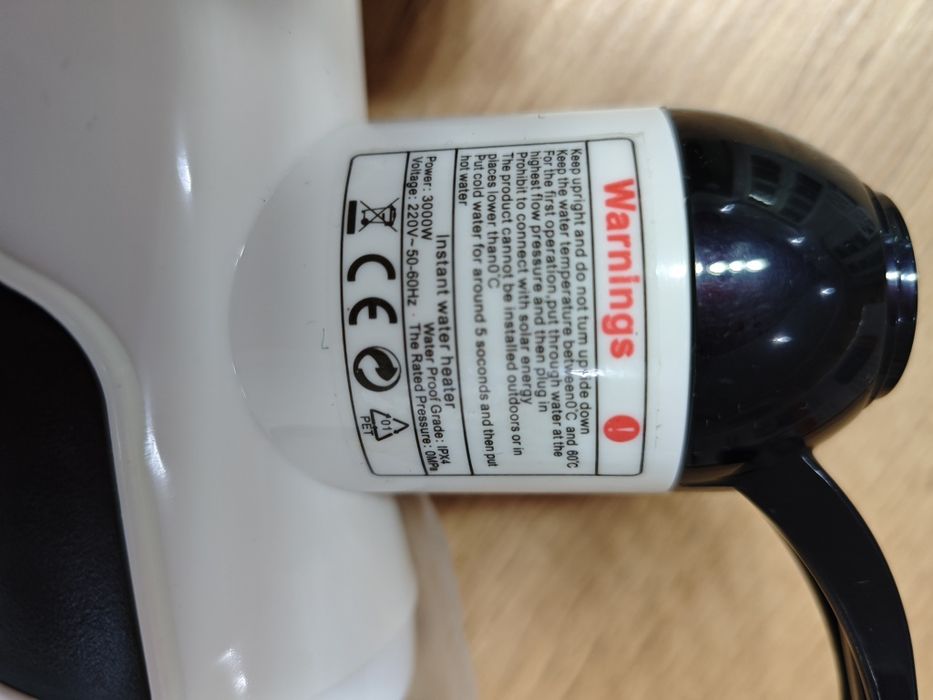 Warnings !
Keep upright and do not turn upside down
Keep the water temperature between0°C and 60°C
For the first operation,put through water at the
highest flow pressure and then plug in
Prohibit to connect with solar energy
The product cannot be installed outdoors or in
places lower than0°C
Put cold water for around 5 soconds and then put
hot water
Instant water heater
Power: 3000W Water Proof Grade: IPX4
Voltage: 220V~ 50-60Hz · The Rated Pressure: 0MPa
CE
01
PET